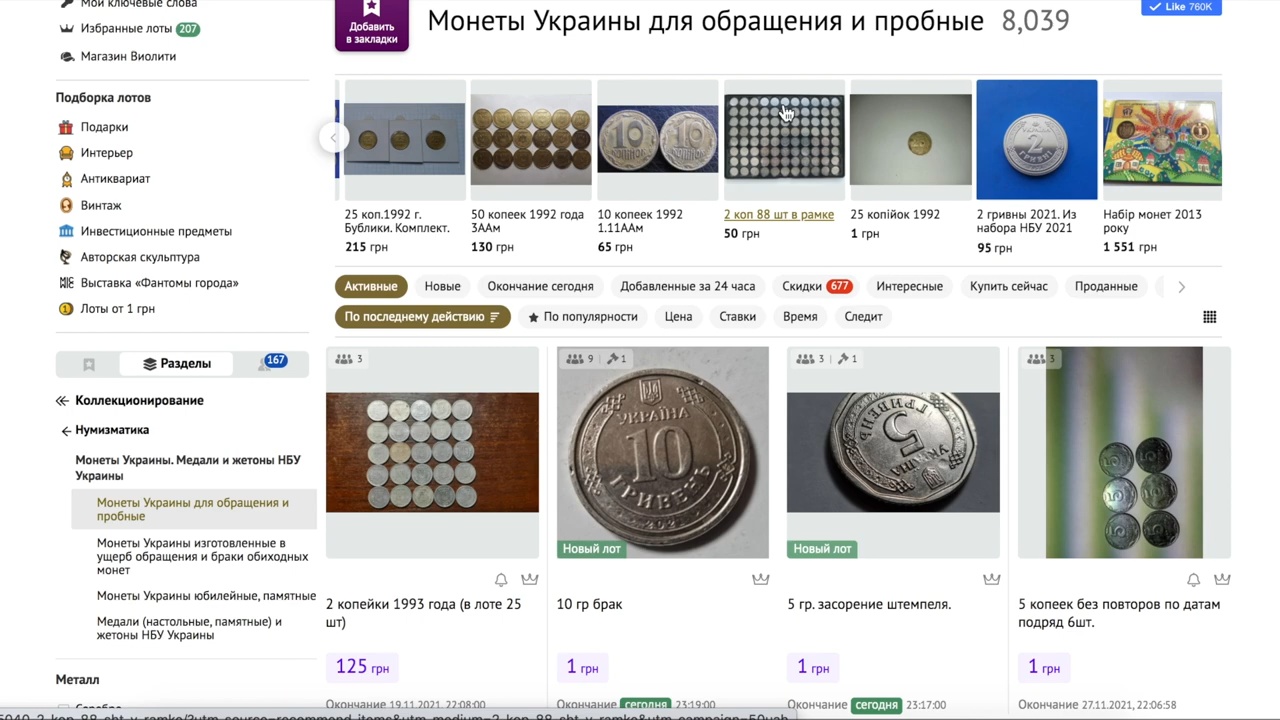 Мои ключевые слова
Избранные лоты 207
Магазин Виолити
Подборка лотов
Подарки
Интерьер
Антиквариат
Винтаж
Инвестиционные предметы
Авторская скульптура
Выставка «Фантомы города»
Лоты от 1 грн
Разделы 167
Коллекционирование
Нумизматика
Монеты Украины. Медали и жетоны НБУ
Украины
Монеты Украины для обращения и
пробные
Монеты Украины изготовленные в
ущерб обращения и браки обиходных
монет
Монеты Украины юбилейные, памятные
Медали (настольные, памятные) и
жетоны НБУ Украины
Металл
Добавить
в закладки
Монеты Украины для обращения и пробные 8,039
Like 760K
25 коп.1992 г.
Бублики. Комплект.
215 грн
50 копеек 1992 года
3ААм
130 грн
10 копеек 1992
1.11ААм
65 грн
2 коп 88 шт в рамке
50 грн
25 копійок 1992
1 грн
2 гривны 2021. Из
набора НБУ 2021
95 грн
Набір монет 2013
року
1 551 грн
Активные Новые Окончание сегодня Добавленные за 24 часа Скидки 677 Интересные Купить сейчас Проданные
По последнему действию По популярности Цена Ставки Время Следит
3
2 копейки 1993 года (в лоте 25
шт)
125 грн
Окончание 19.11.2021, 22:08:00
9 1
УКРАЇНА
10
ГРИВЕНЬ
Новый лот
10 гр брак
1 грн
Окончание сегодня 23:19:00
3 1
5
ГРИВЕНЬ
УКРАЇНА
Новый лот
5 гр. засорение штемпеля.
1 грн
Окончание сегодня 23:17:00
3
5 копеек без повторов по датам
подряд 6шт.
1 грн
Окончание 27.11.2021, 22:06:58